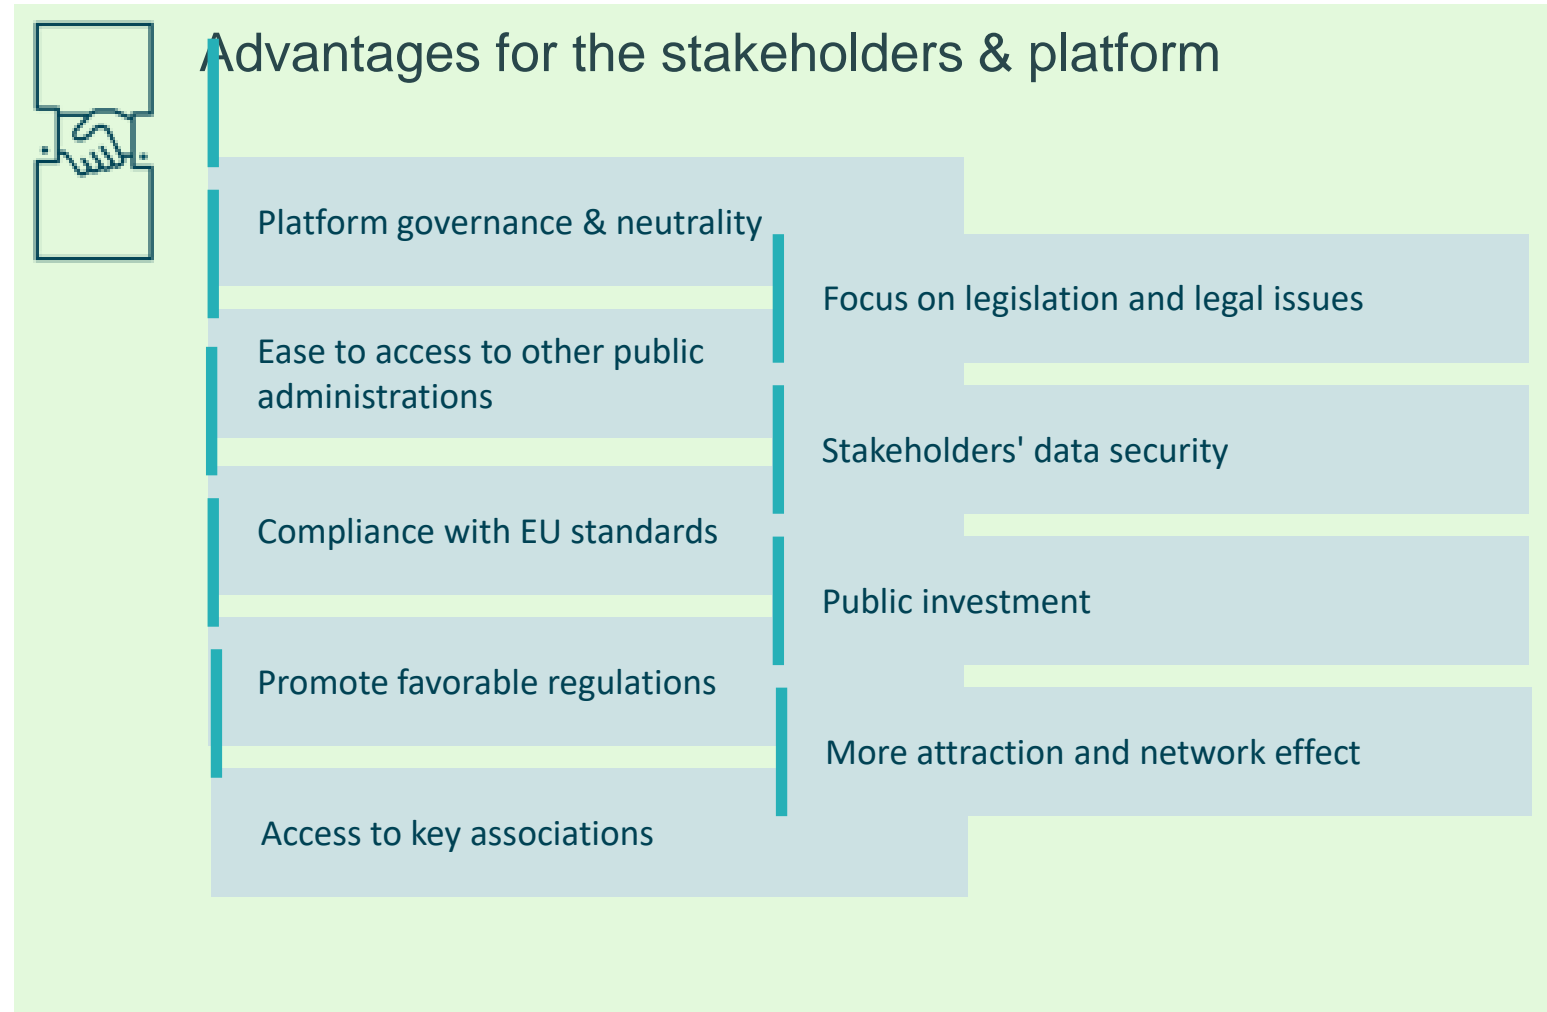 Advantages for the stakeholders & platform
Platform governance & neutrality
Ease to access to other public
administrations
Compliance with EU standards
Promote favorable regulations
Access to key associations
Focus on legislation and legal issues
Stakeholders' data security
Public investment
More attraction and network effect